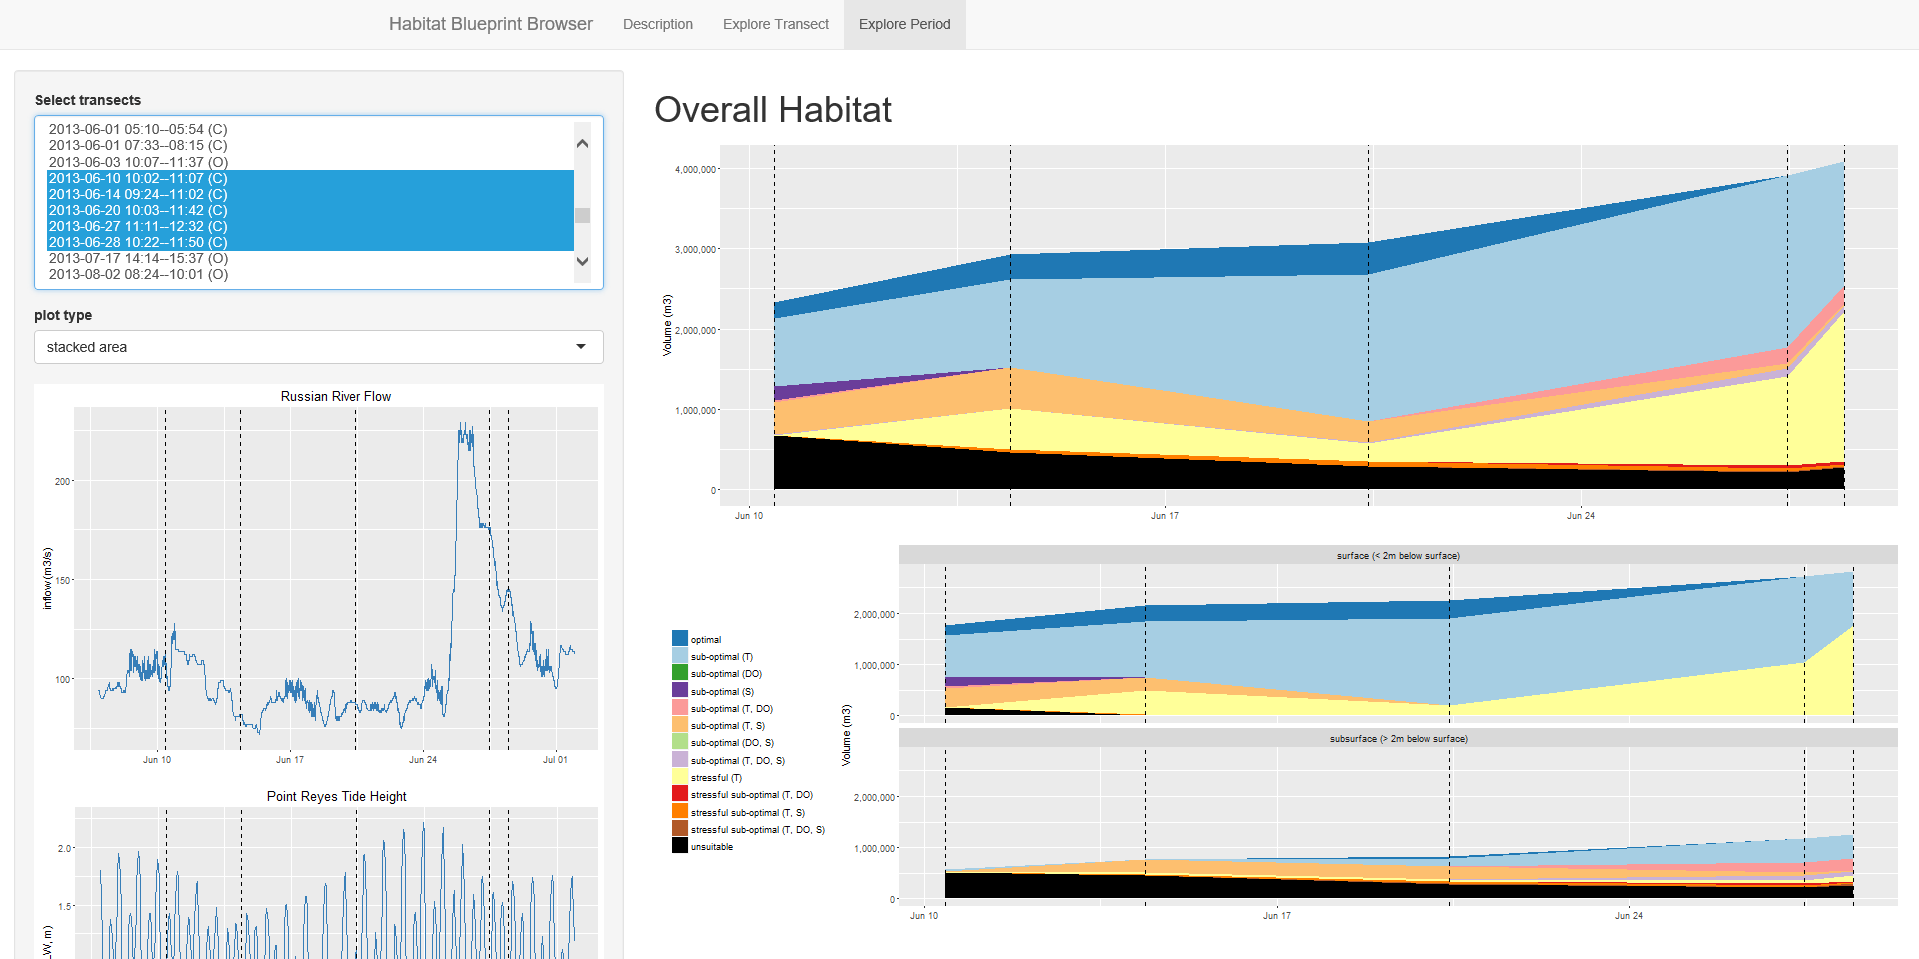 Habitat Blueprint Browser Description Explore Transect Explore Period
Select transects
2013-06-01 05:10--05:54 (C)
2013-06-01 07:33--08:15 (C)
2013-06-03 10:07--11:37 (O)
2013-06-10 10:02--11:07 (C)
2013-06-14 09:24--11:02 (C)
2013-06-20 10:03--11:42 (C)
2013-06-27 11:11--12:32 (C)
2013-06-28 10:22--11:50 (C)
2013-07-17 14:14--15:37 (O)
2013-08-02 08:24--10:01 (O)
plot type
stacked area
Russian River Flow
inflow (m3/s)
200
150
100
Jun 10 Jun 17 Jun 24 Jul 01
Point Reyes Tide Height
2.0
1.5
LW, m)
Overall Habitat
Volume (m3)
4,000,000
3,000,000
2,000,000
1,000,000
0
Jun 10 Jun 17 Jun 24
optimal
sub-optimal (T)
sub-optimal (DO)
sub-optimal (S)
sub-optimal (T, DO)
sub-optimal (T, S)
sub-optimal (DO, S)
sub-optimal (T, DO, S)
stressful (T)
stressful sub-optimal (T, DO)
stressful sub-optimal (T, S)
stressful sub-optimal (T, DO, S)
unsuitable
Volume (m3)
surface (< 2m below surface)
2,000,000
1,000,000
0
subsurface (> 2m below surface)
2,000,000
1,000,000
0
Jun 10 Jun 17 Jun 24